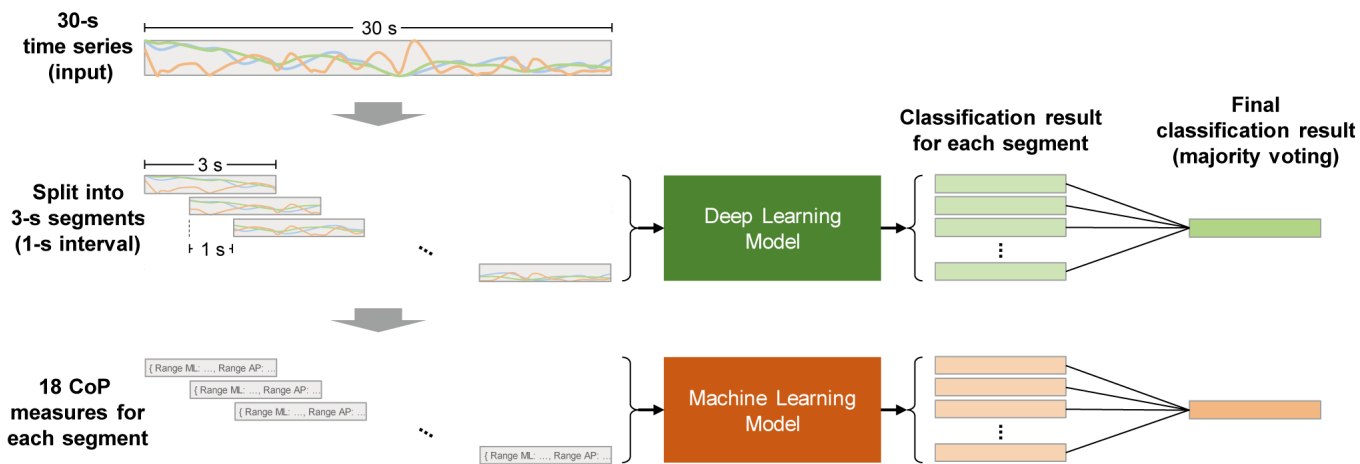 30-s
time series
(input)
30 s
Split into
3-s segments
(1-s interval)
3 s
1 s
...
Deep Learning
Model
Classification result
for each segment
...
Final
classification result
(majority voting)
18 CoP
measures for
each segment
{ Range ML: ..., Range AP: ...
{ Range ML: ..., Range AP: ...
{ Range ML: ..., Range AP: ...
...
{ Range ML: ..., Range AP: ...
Machine Learning
Model
...